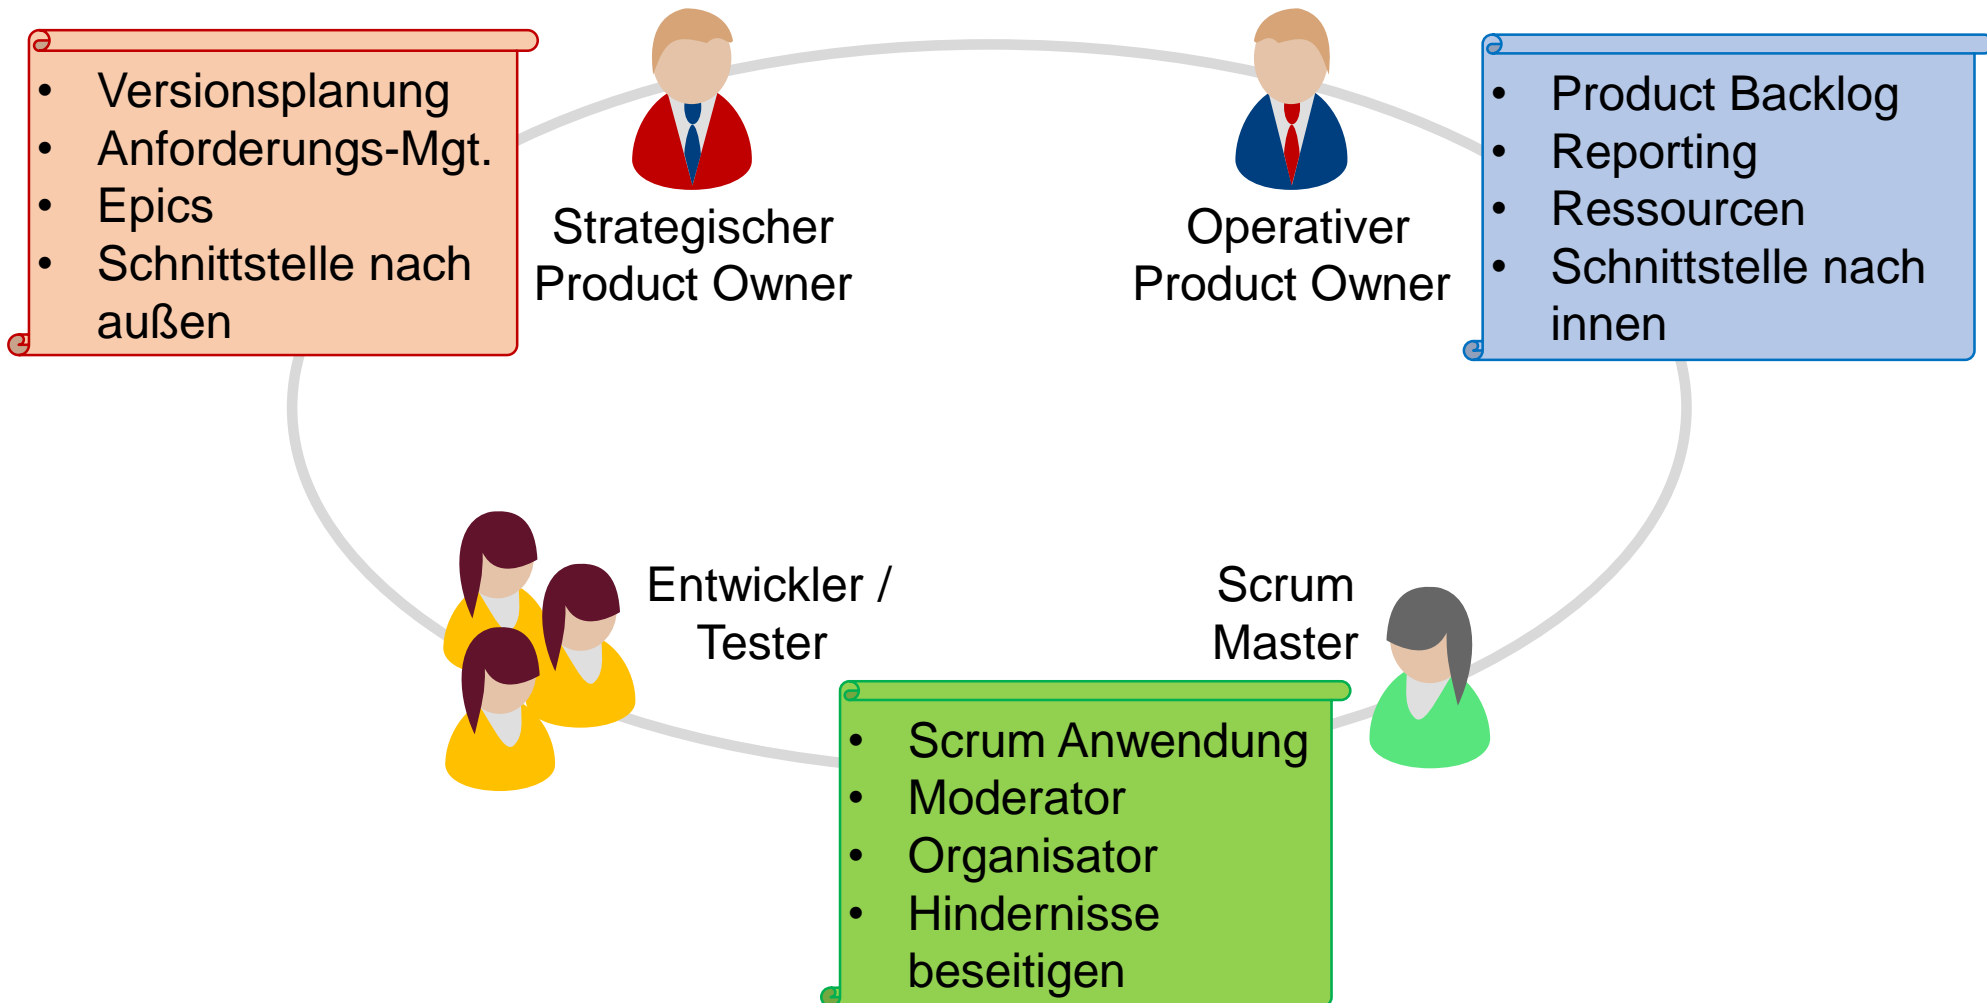 • Versionsplanung
• Anforderungs-Mgt.
• Epics
• Schnittstelle nach
außen
Strategischer
Product Owner
Operativer
Product Owner
• Product Backlog
• Reporting
• Ressourcen
• Schnittstelle nach
innen
Entwickler /
Tester
Scrum
Master
• Scrum Anwendung
• Moderator
• Organisator
• Hindernisse
beseitigen